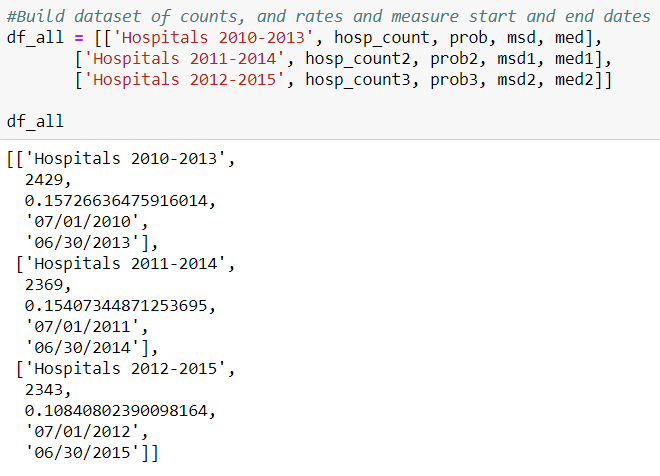 #Build dataset of counts, and rates and measure start and end dates
df_all = [['Hospitals 2010-2013', hosp_count, prob, msd, med],
['Hospitals 2011-2014', hosp_count2, prob2, msd1, med1],
['Hospitals 2012-2015', hosp_count3, prob3, msd2, med2]]
df_all
[['Hospitals 2010-2013',
2429,
0.15726636475916014,
'07/01/2010',
'06/30/2013'],
['Hospitals 2011-2014',
2369,
0.15407344871253695,
'07/01/2011',
'06/30/2014'],
['Hospitals 2012-2015',
2343,
0.10840802390098164,
'07/01/2012',
'06/30/2015']]